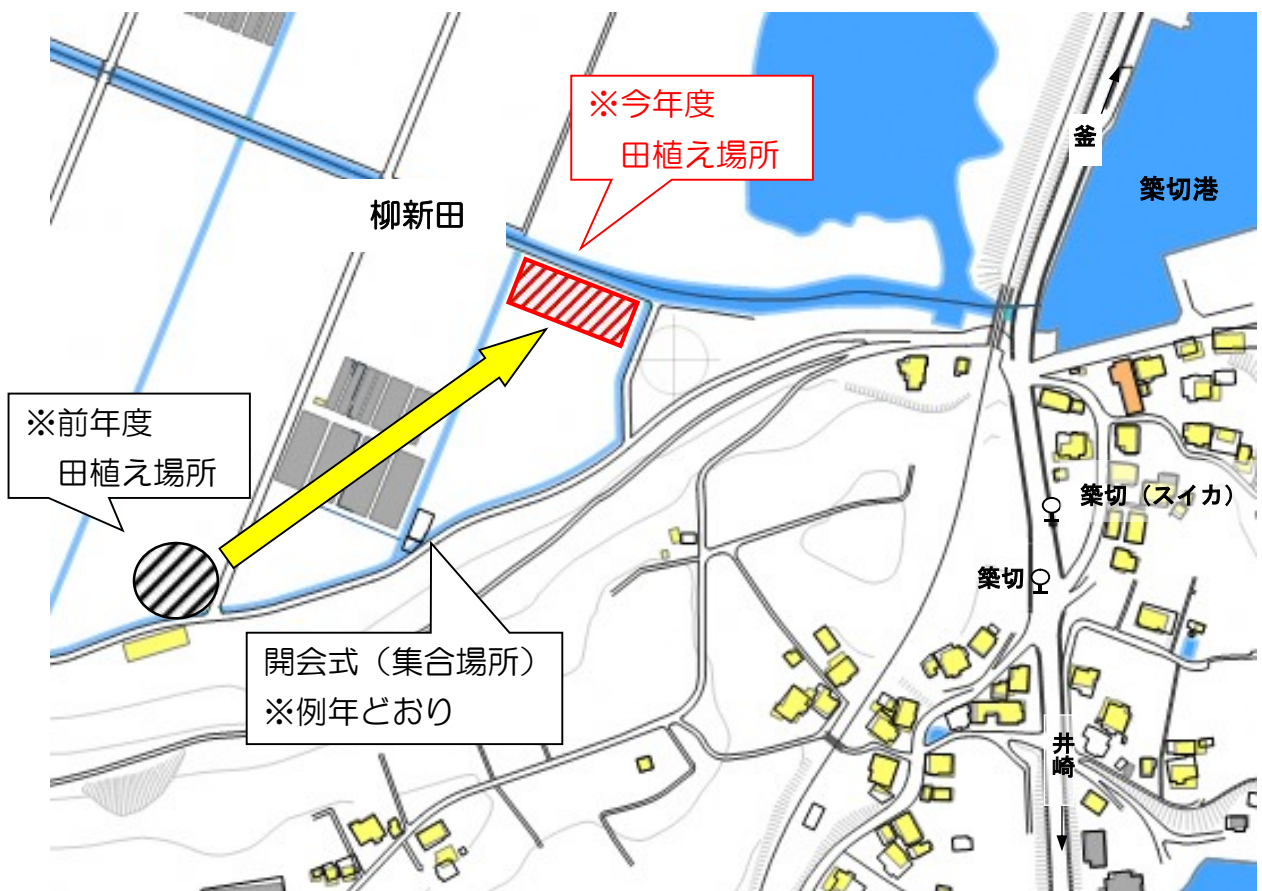 ※今年度
田植え場所
釜
築切港
柳新田
※前年度
田植え場所
築切（スイカ）
築切
開会式（集合場所）
※例年どおり
井崎